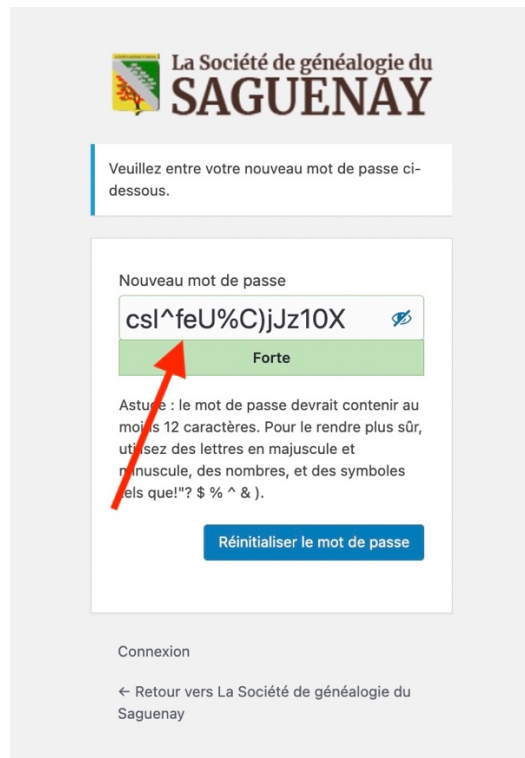 La Société de généalogie du
SAGUENAY
Veuillez entre votre nouveau mot de passe ci-
dessous.
Nouveau mot de passe
csl^feU%C)jJz10X
Forte
Astuce : le mot de passe devrait contenir au
moins 12 caractères. Pour le rendre plus sûr,
utilisez des lettres en majuscule et
minuscule, des nombres, et des symboles
tels que!"? $ % ^ & ).
Réinitialiser le mot de passe
Connexion
← Retour vers La Société de généalogie du
Saguenay